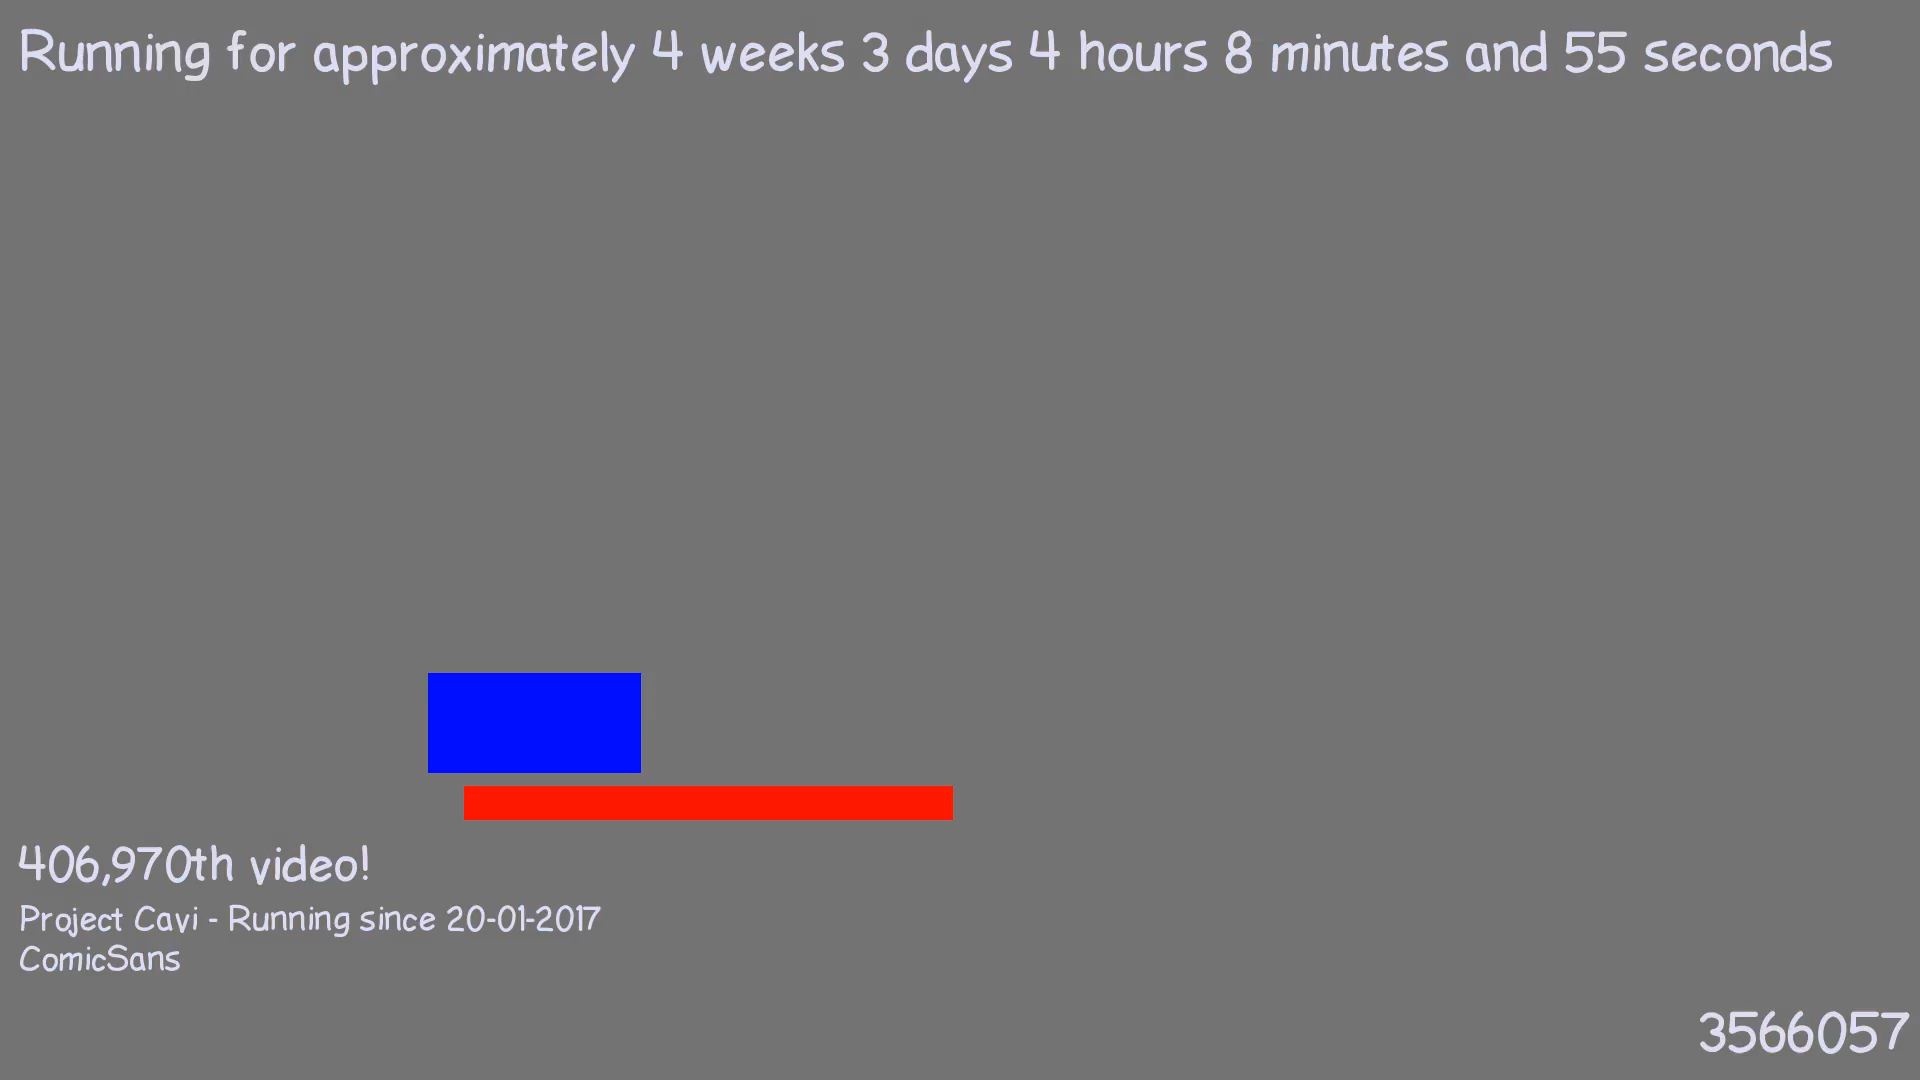 Running for approximately 4 weeks 3 days 4 hours 8 minutes and 55 seconds
406,970th video!
Project Cavi - Running since 20-01-2017
ComicSans
3566057